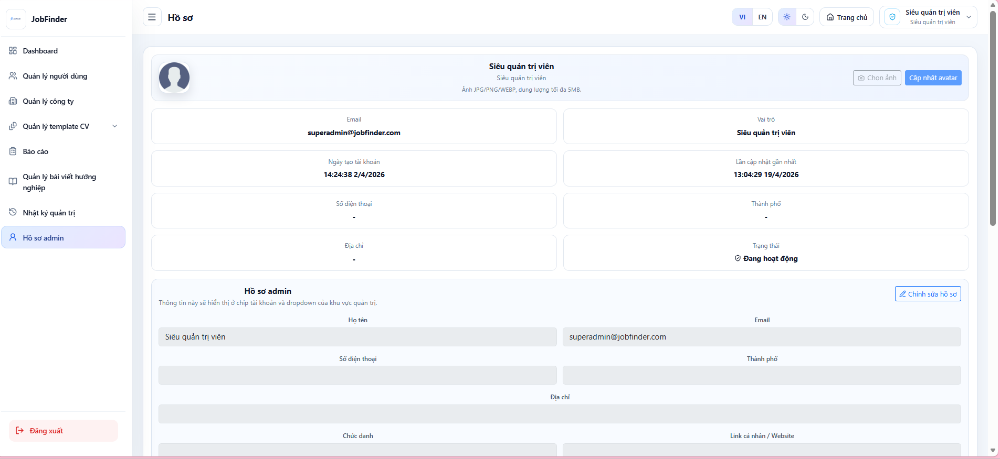 JobFinder
Dashboard
Quản lý người dùng
Quản lý công ty
Quản lý template CV
Báo cáo
Quản lý bài viết hướng
nghiệp
Nhật ký quản trị
Hồ sơ admin
Đăng xuất
Hồ sơ
VI EN
Trang chủ
Siêu quản trị viên
Siêu quản trị viên
Siêu quản trị viên
Siêu quản trị viên
Ảnh JPG/PNG/WEBP, dung lượng tối đa 5MB.
Chọn ảnh
Cập nhật avatar
Email
superadmin@jobfinder.com
Vai trò
Siêu quản trị viên
Ngày tạo tài khoản
14:24:38 2/4/2026
Lần cập nhật gần nhất
13:04:29 19/4/2026
Số điện thoại
-
Thành phố
-
Địa chỉ
-
Trạng thái
Đang hoạt động
Hồ sơ admin
Thông tin này sẽ hiển thị ở chip tài khoản và dropdown của khu vực quản trị.
Chỉnh sửa hồ sơ
Họ tên
Siêu quản trị viên
Email
superadmin@jobfinder.com
Số điện thoại
Thành phố
Địa chỉ
Chức danh
Link cá nhân / Website